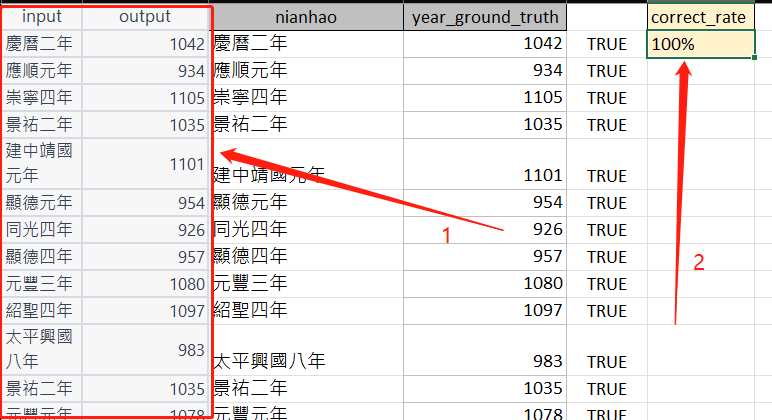 input output nianhao year_ground_truth correct_rate
慶曆二年 1042 慶曆二年 1042 TRUE 100%
應順元年 934 應順元年 934 TRUE
崇寧四年 1105 崇寧四年 1105 TRUE
景祐二年 1035 景祐二年 1035 TRUE
建中靖國
元年 1101 建中靖國元年 1101 TRUE
顯德元年 954 顯德元年 954 TRUE
同光四年 926 同光四年 926 TRUE
1
顯德四年 957 顯德四年 957 TRUE
2
元豐三年 1080 元豐三年 1080 TRUE
紹聖四年 1097 紹聖四年 1097 TRUE
太平興國
八年 983 太平興國八年 983 TRUE
景祐二年 1035 景祐二年 1035 TRUE
元豐元年 1078 元豐元年 1078 TRUE